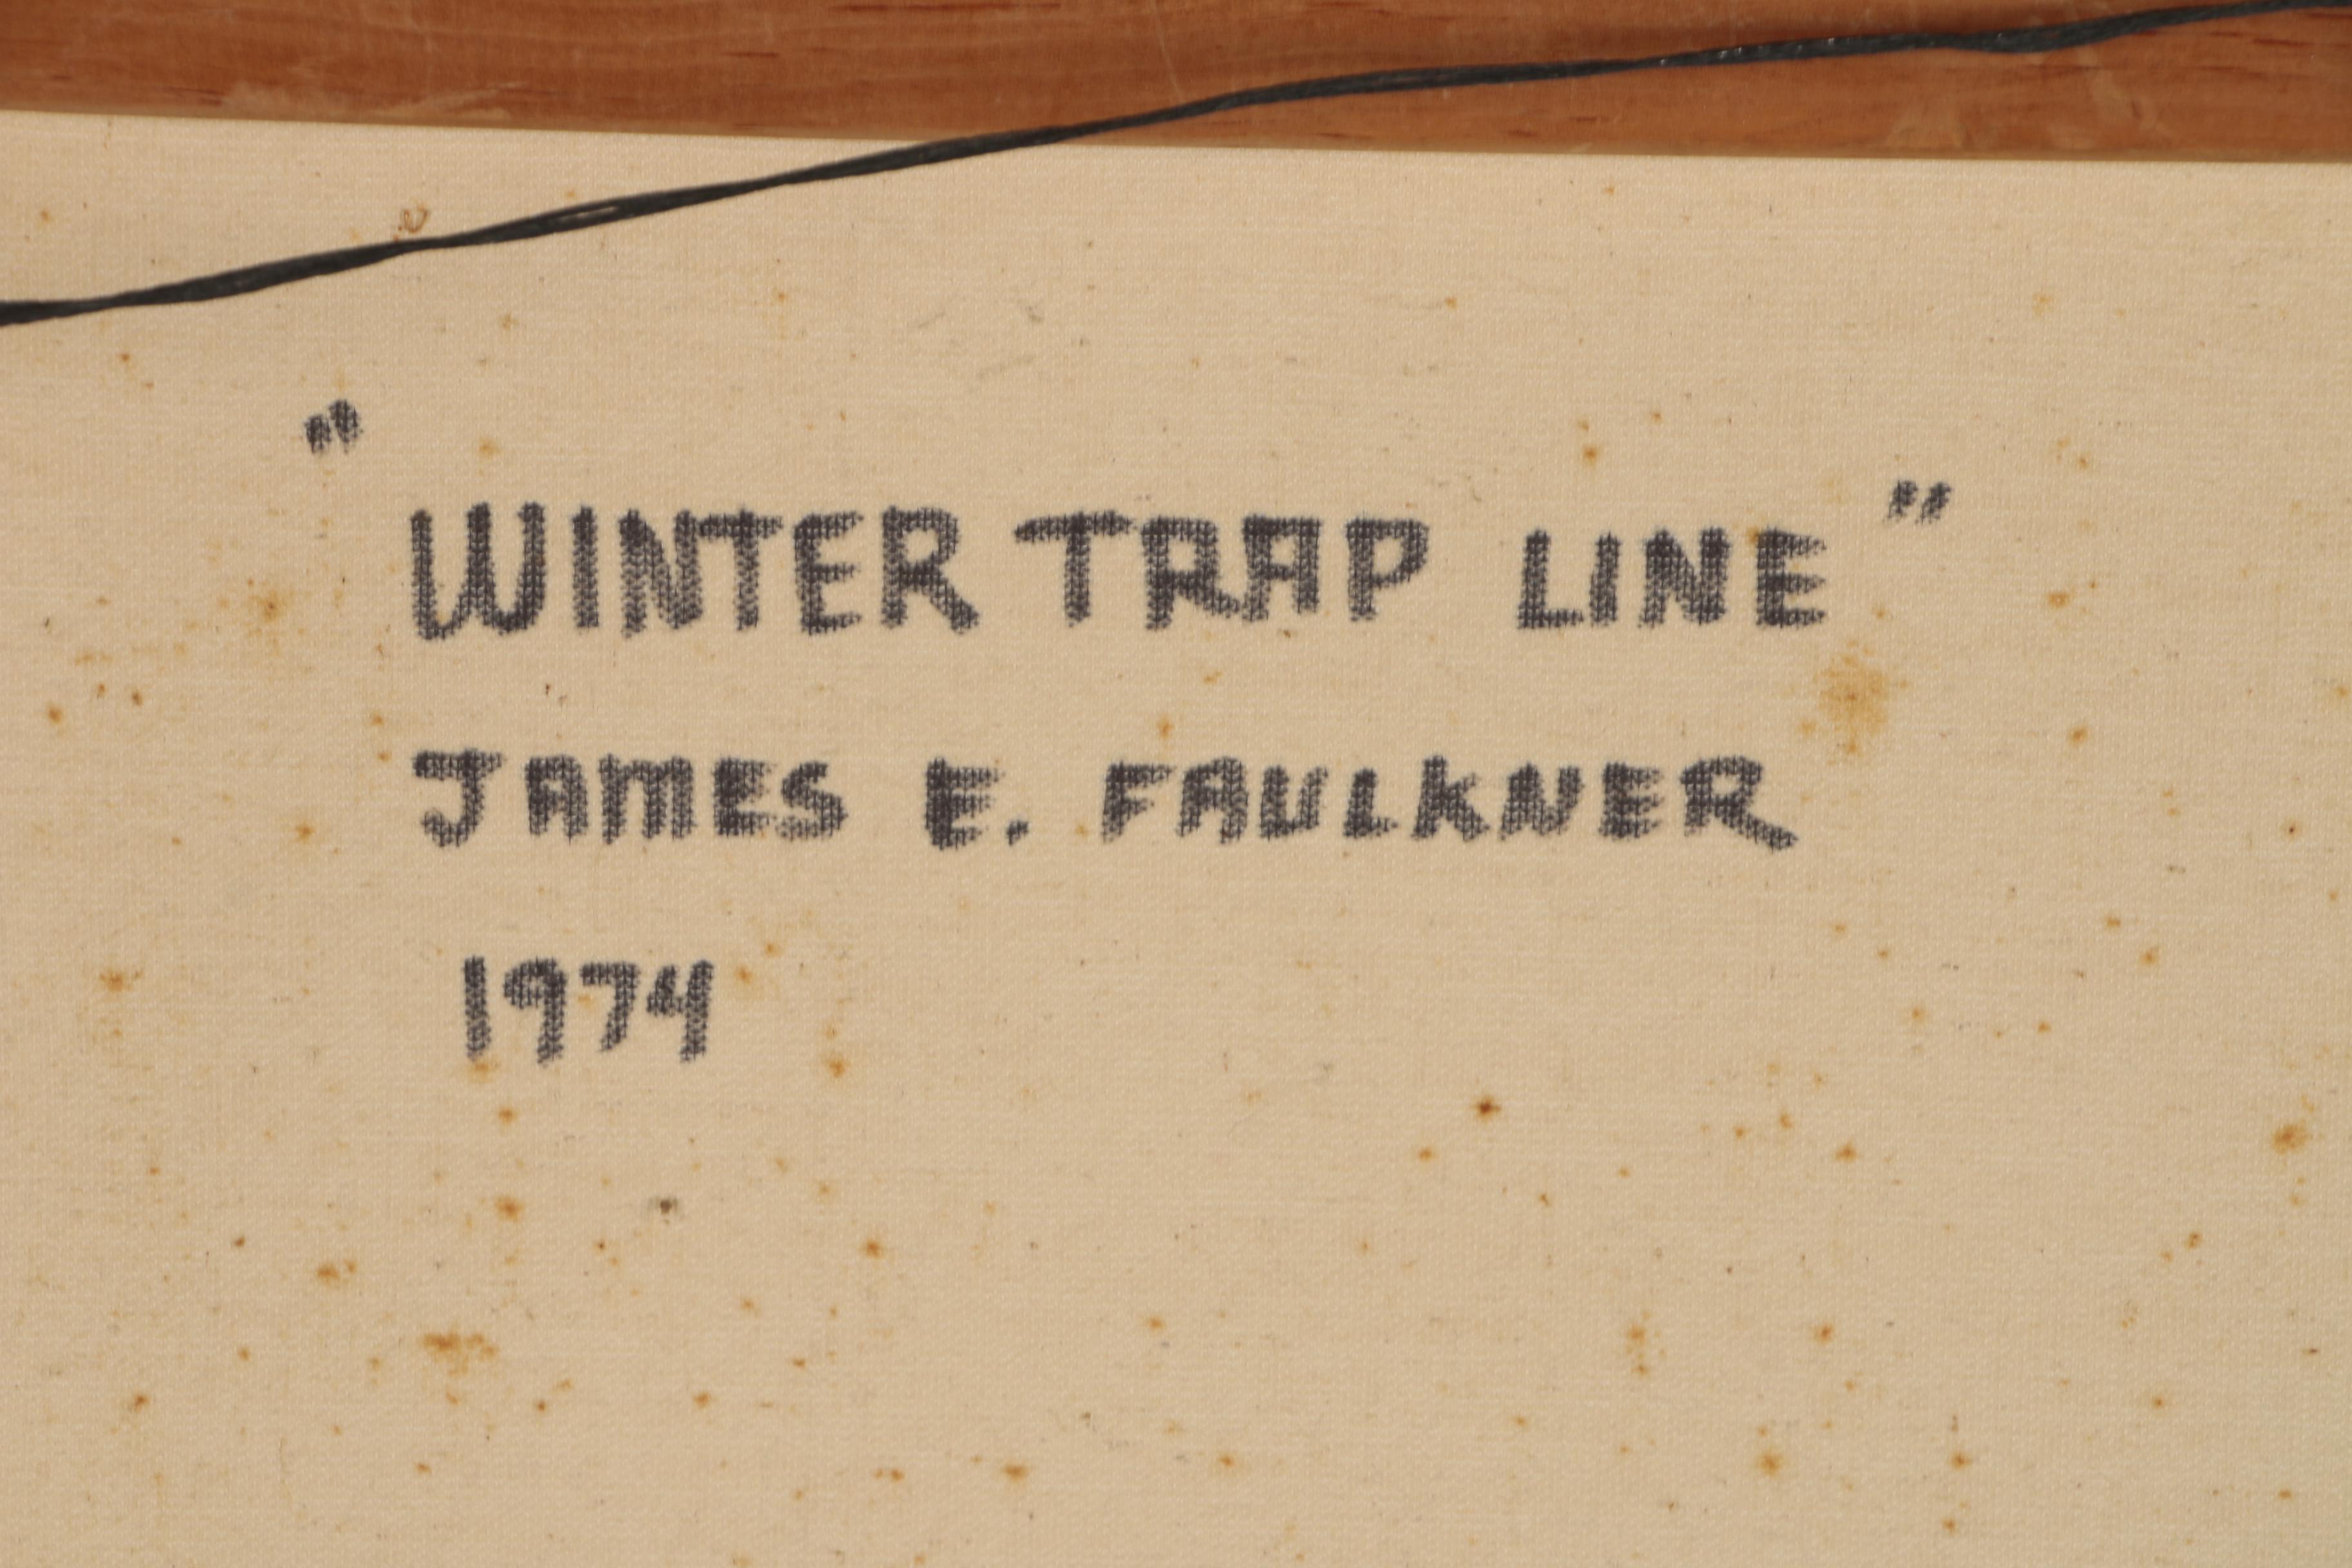 "WINTER TRAP LINE"
JAMES E. FAULKNER
1974